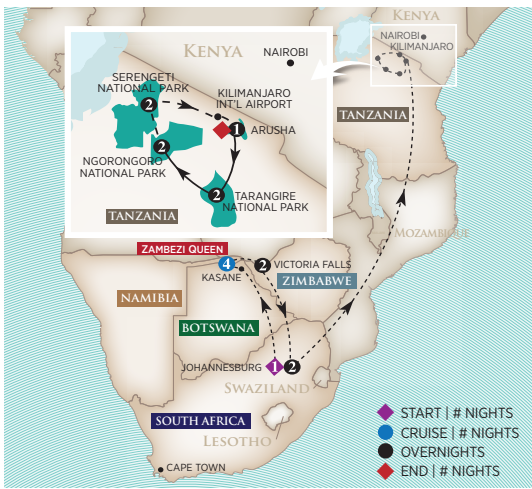 KENYA
NAIROBI
KILIMANJARO
KENYA
NAIROBI
SERENGETI
NATIONAL PARK
KILIMANJARO
INT'L AIRPORT
2
1
ARUSHA
2
NGORONGORO
NATIONAL PARK
2
TARANGIRE
NATIONAL PARK
TANZANIA
TANZANIA
MOZAMBIQUE
ZAMBEZI QUEEN
4
2
VICTORIA FALLS
KASANE
ZIMBABWE
NAMIBIA
BOTSWANA
JOHANNESBURG
1
2
SWAZILAND
SOUTH AFRICA
LESOTHO
CAPE TOWN
START | # NIGHTS
CRUISE | # NIGHTS
OVERNIGHTS
END | # NIGHTS